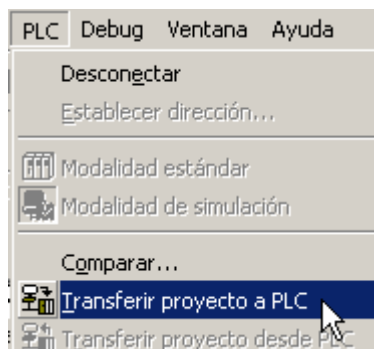 PLC Debug Ventana Ayuda
Desconectar
Establecer dirección...
Modalidad estándar
Modalidad de simulación
Comparar...
Transferir proyecto a PLC
Transferir proyecto desde PLC